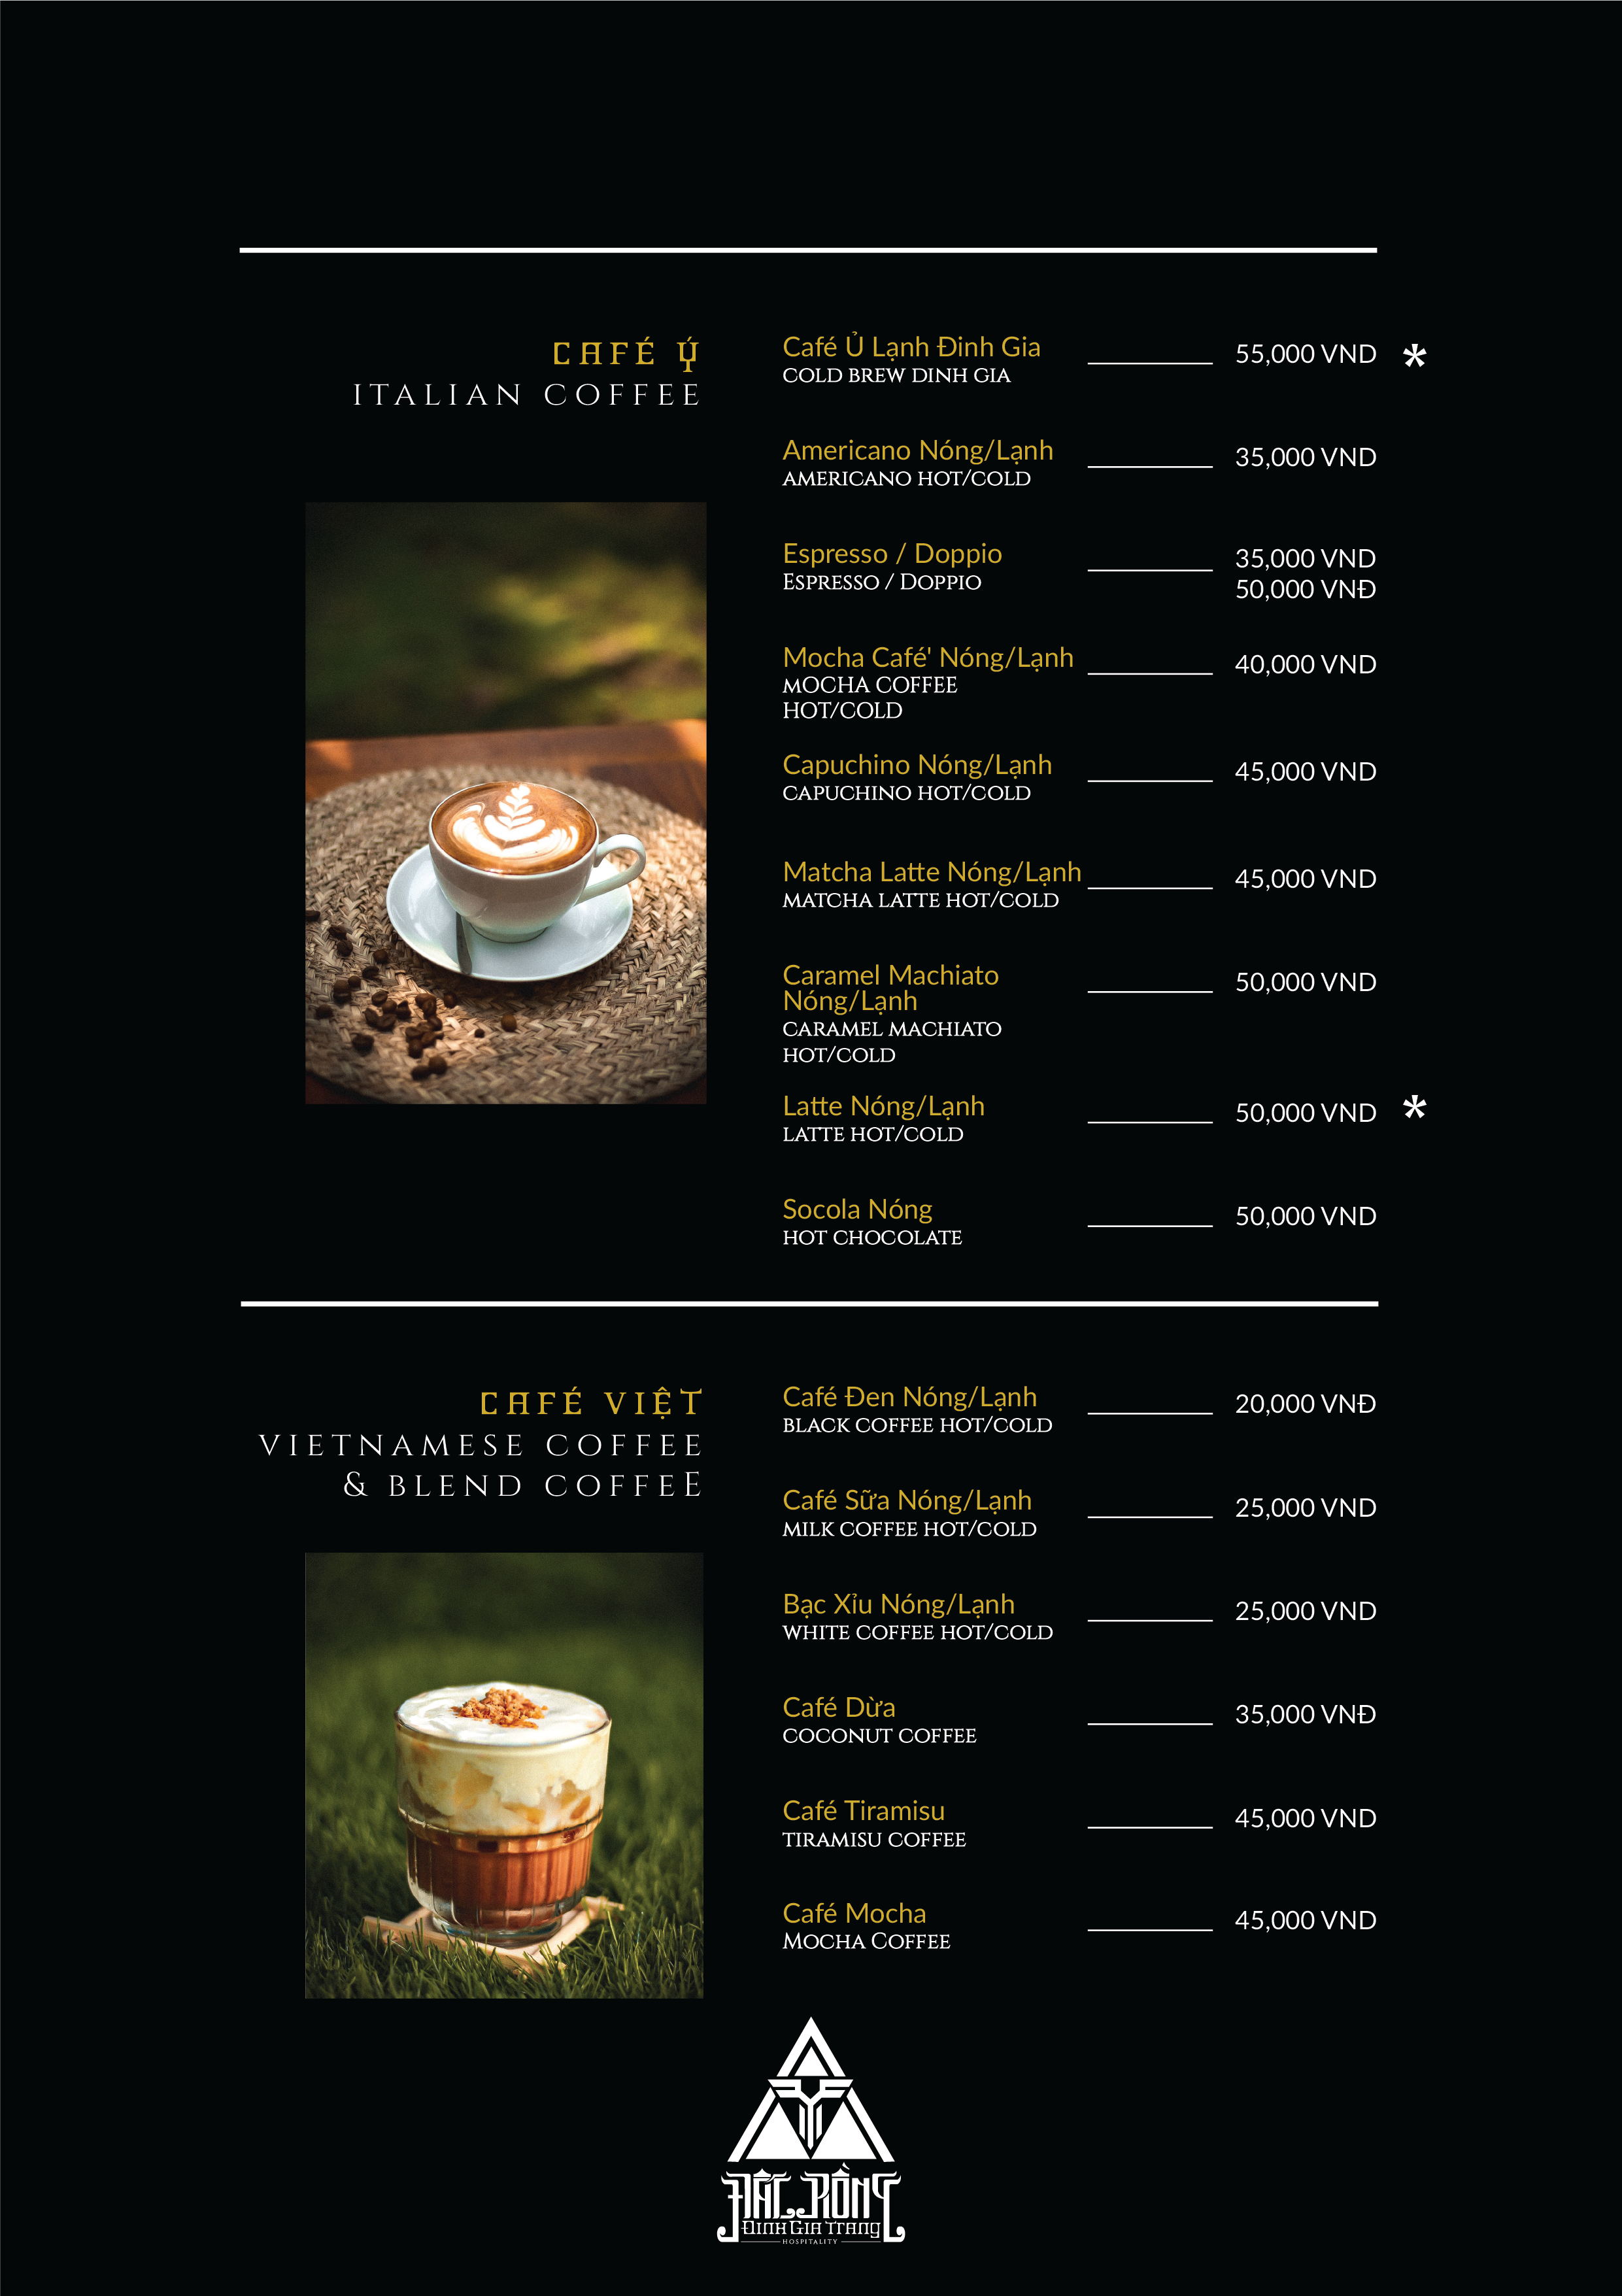 CAFÉ Ý
ITALIAN COFFEE
Café Ủ Lạnh Đinh Gia 55,000 VND *
COLD BREW DINH GIA
Americano Nóng/Lạnh 35,000 VND
AMERICANO HOT/COLD
Espresso / Doppio 35,000 VND
ESPRESSO / DOPPIO 50,000 VNĐ
Mocha Café' Nóng/Lạnh 40,000 VND
MOCHA COFFEE
HOT/COLD
Capuchino Nóng/Lạnh 45,000 VND
CAPUCHINO HOT/COLD
Matcha Latte Nóng/Lạnh 45,000 VND
MATCHA LATTE HOT/COLD
Caramel Machiato 50,000 VND
Nóng/Lạnh
CARAMEL MACHIATO
HOT/COLD
Latte Nóng/Lạnh 50,000 VND *
LATTE HOT/COLD
Socola Nóng 50,000 VND
HOT CHOCOLATE
CAFÉ VIỆT
VIETNAMESE COFFEE
& BLEND COFFEE
Café Đen Nóng/Lạnh 20,000 VNĐ
BLACK COFFEE HOT/COLD
Café Sữa Nóng/Lạnh 25,000 VND
MILK COFFEE HOT/COLD
Bạc Xỉu Nóng/Lạnh 25,000 VND
WHITE COFFEE HOT/COLD
Café Dừa 35,000 VNĐ
COCONUT COFFEE
Café Tiramisu 45,000 VND
TIRAMISU COFFEE
Café Mocha 45,000 VND
MOCHA COFFEE
ĐINH GIA TRANG
HOSPITALITY